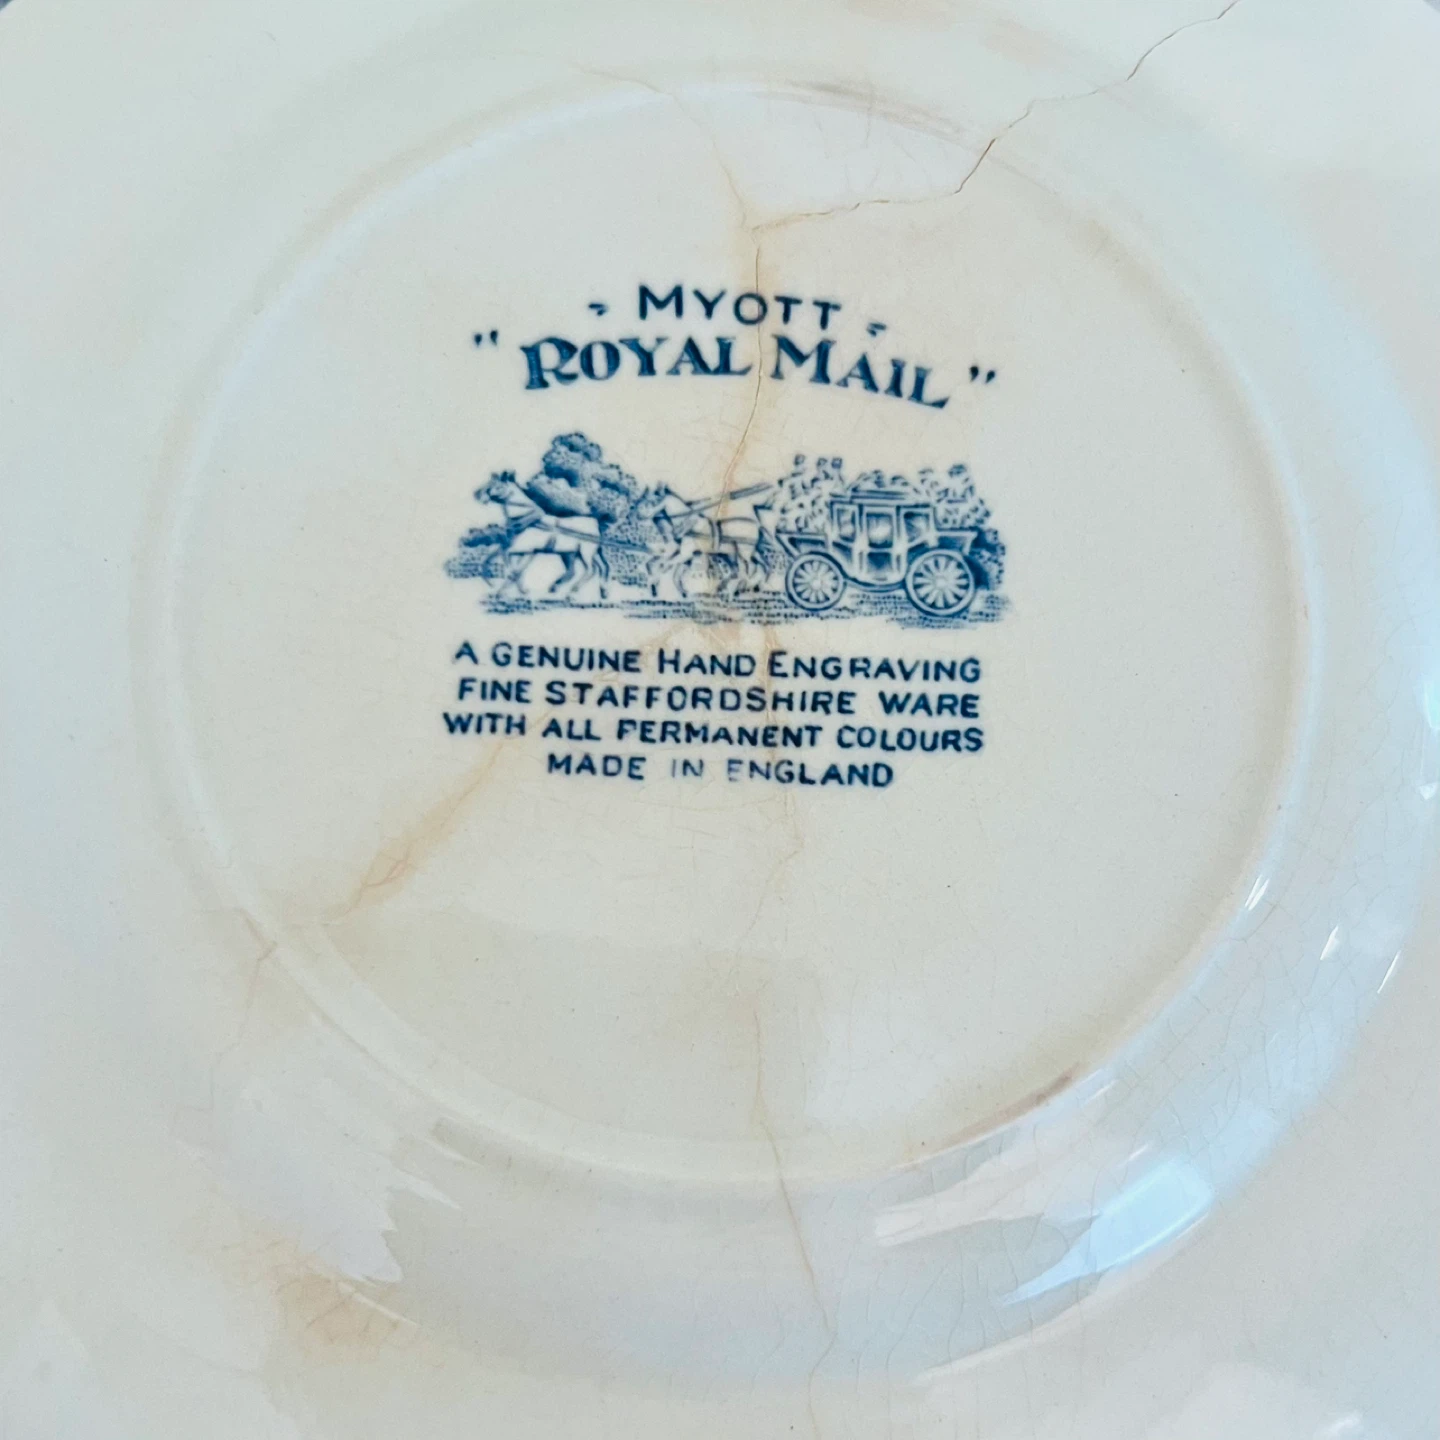 - MYOTT -
"ROYAL MAIL"
A GENUINE HAND ENGRAVING
FINE STAFFORDSHIRE WARE
WITH ALL PERMANENT COLOURS
MADE IN ENGLAND